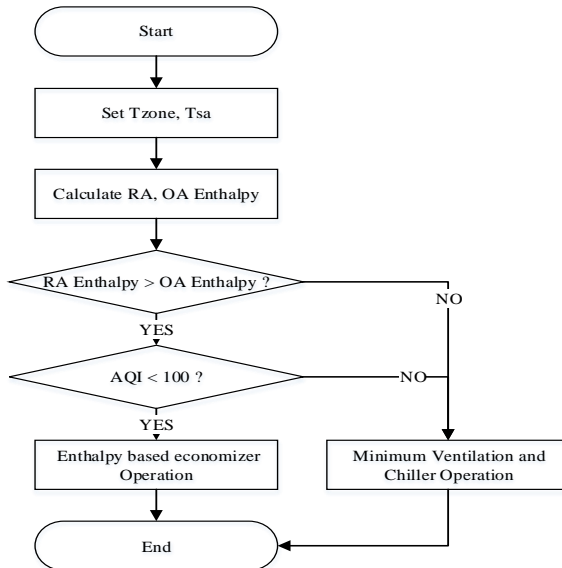 Start
Set Tzone, Tsa
Calculate RA, OA Enthalpy
RA Enthalpy > OA Enthalpy ?
NO
YES
AQI < 100 ?
NO
YES
Enthalpy based economizer
Operation
Minimum Ventilation and
Chiller Operation
End